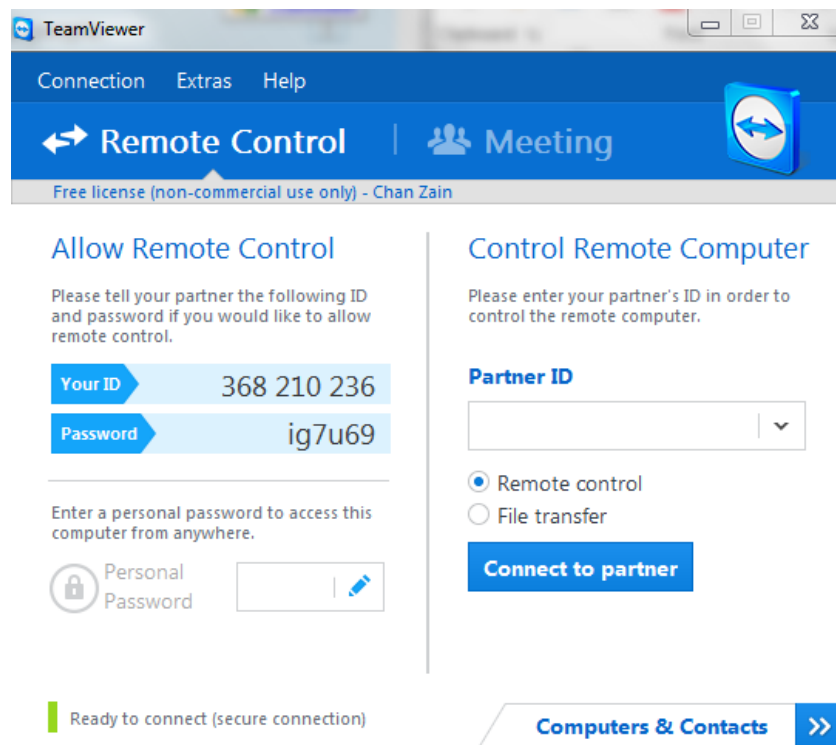 TeamViewer
Connection Extras Help
Remote Control | Meeting
Free license (non-commercial use only) - Chan Zain
Allow Remote Control
Please tell your partner the following ID
and password if you would like to allow
remote control.
Your ID 368 210 236
Password ig7u69
Enter a personal password to access this
computer from anywhere.
Personal
Password
Control Remote Computer
Please enter your partner's ID in order to
control the remote computer.
Partner ID
Remote control
File transfer
Connect to partner
Ready to connect (secure connection)
Computers & Contacts